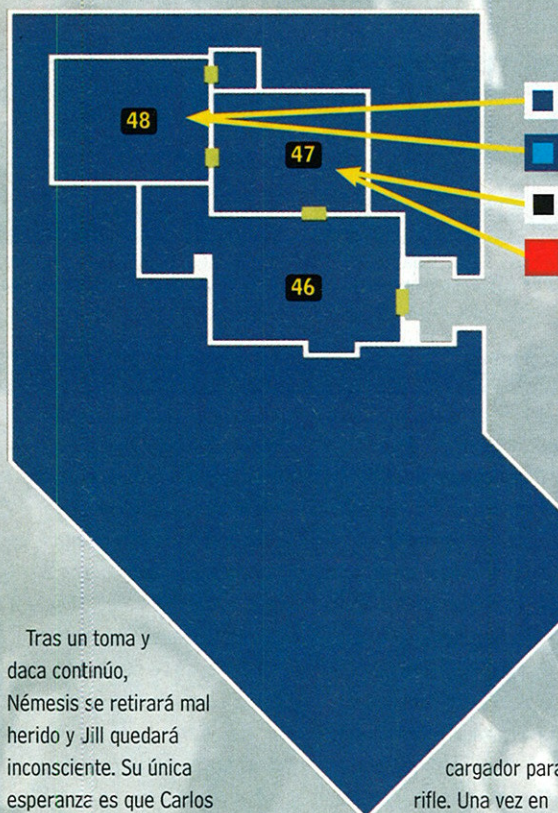 48
47
46
Tras un toma y
daca continúo,
Némesis se retirará mal
herido y Jill quedará
inconsciente. Su única
esperanza es que Carlos
cargador para
rifle. Una vez en